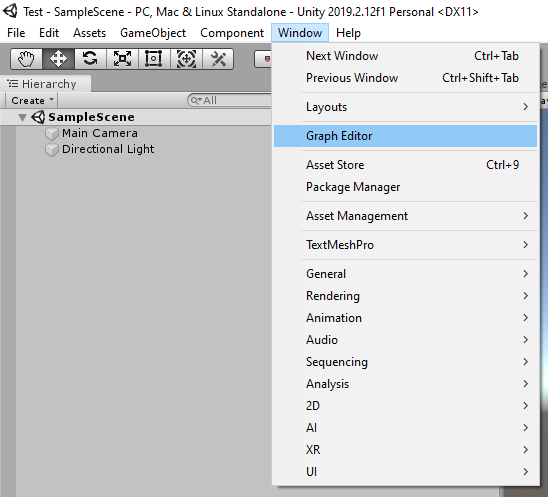 Test - SampleScene - PC, Mac & Linux Standalone - Unity 2019.2.12f1 Personal <DX11>
File Edit Assets GameObject Component Window Help
Hierarchy
Create All
SampleScene
Main Camera
Directional Light
Next Window Ctrl+Tab
Previous Window Ctrl+Shift+Tab
Layouts
Graph Editor
Asset Store Ctrl+9
Package Manager
Asset Management
TextMeshPro
General
Rendering
Animation
Audio
Sequencing
Analysis
2D
AI
XR
UI